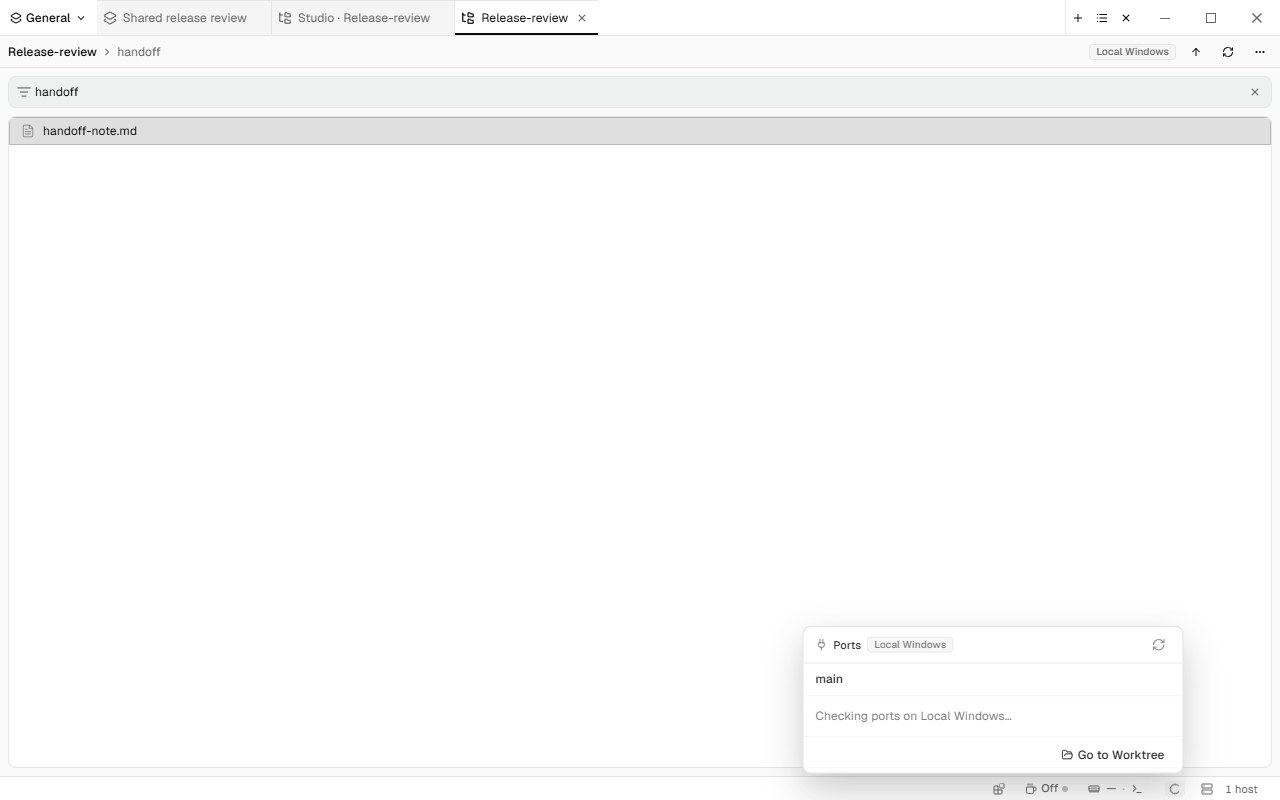 General
Shared release review
Studio · Release-review
Release-review
Release-review > handoff
Local Windows
handoff
handoff-note.md
Ports
Local Windows
main
Checking ports on Local Windows...
Go to Worktree
Off
— ·
1 host